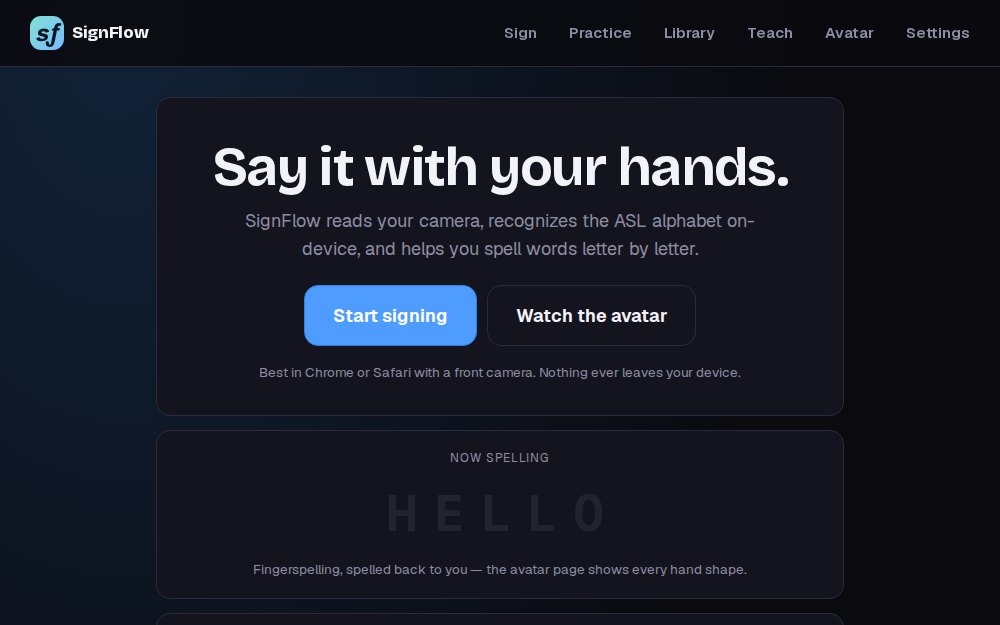 sf SignFlow
Sign Practice Library Teach Avatar Settings
Say it with your hands.
SignFlow reads your camera, recognizes the ASL alphabet on-
device, and helps you spell words letter by letter.
Start signing Watch the avatar
Best in Chrome or Safari with a front camera. Nothing ever leaves your device.
NOW SPELLING
HELLO
Fingerspelling, spelled back to you — the avatar page shows every hand shape.